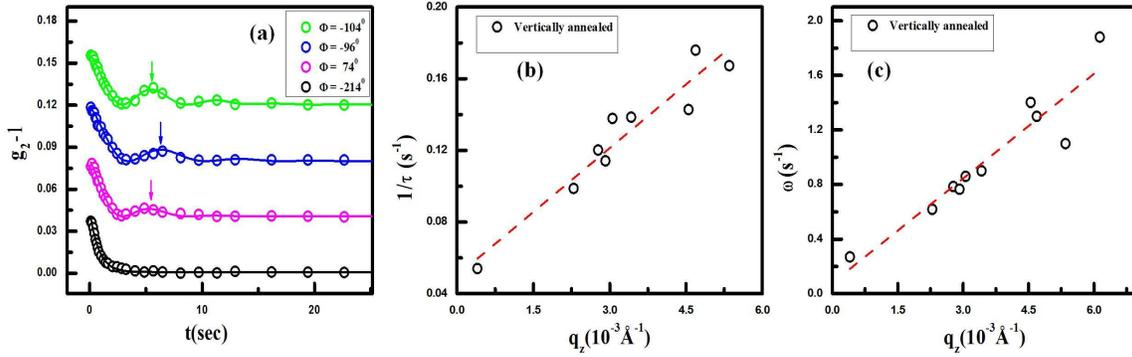 (a)
Φ = -104⁰
Φ = -96⁰
Φ = 74⁰
Φ = -214⁰
g₂-1
0.18
0.15
0.12
0.09
0.06
0.03
0.00
0 10 20
t(sec)
Vertically annealed
(b)
1/τ (s⁻¹)
0.20
0.16
0.12
0.08
0.04
0.0 1.5 3.0 4.5 6.0
q_z(10⁻³ Å⁻¹)
Vertically annealed
(c)
ω (s⁻¹)
2.0
1.6
1.2
0.8
0.4
0.0
0.0 1.5 3.0 4.5 6.0
q_z(10⁻³ Å⁻¹)